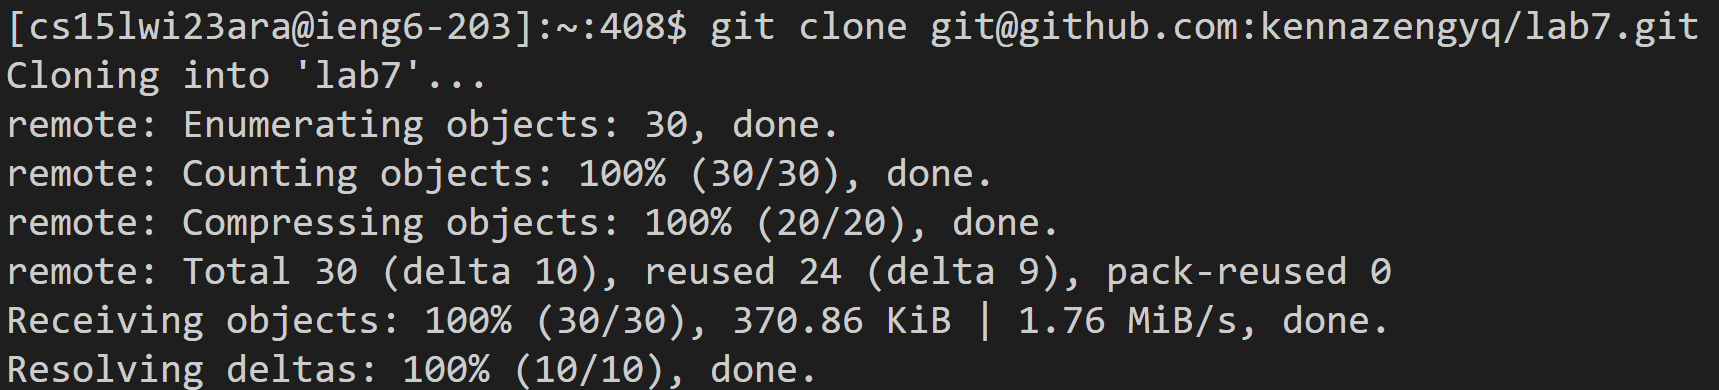 [cs15lwi23ara@ieng6-203]:~:408$ git clone git@github.com:kennazengyq/lab7.git
Cloning into 'lab7'...
remote: Enumerating objects: 30, done.
remote: Counting objects: 100% (30/30), done.
remote: Compressing objects: 100% (20/20), done.
remote: Total 30 (delta 10), reused 24 (delta 9), pack-reused 0
Receiving objects: 100% (30/30), 370.86 KiB | 1.76 MiB/s, done.
Resolving deltas: 100% (10/10), done.